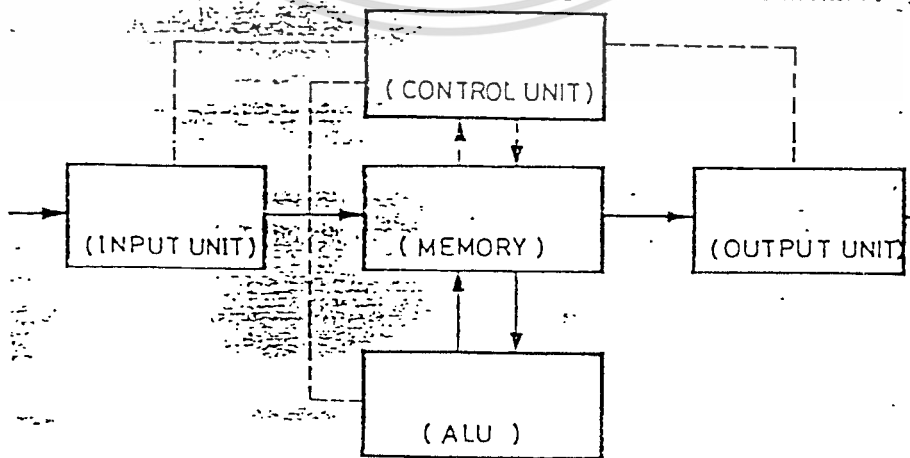 ( CONTROL UNIT )
( INPUT UNIT )
( MEMORY )
( OUTPUT UNIT )
( ALU )